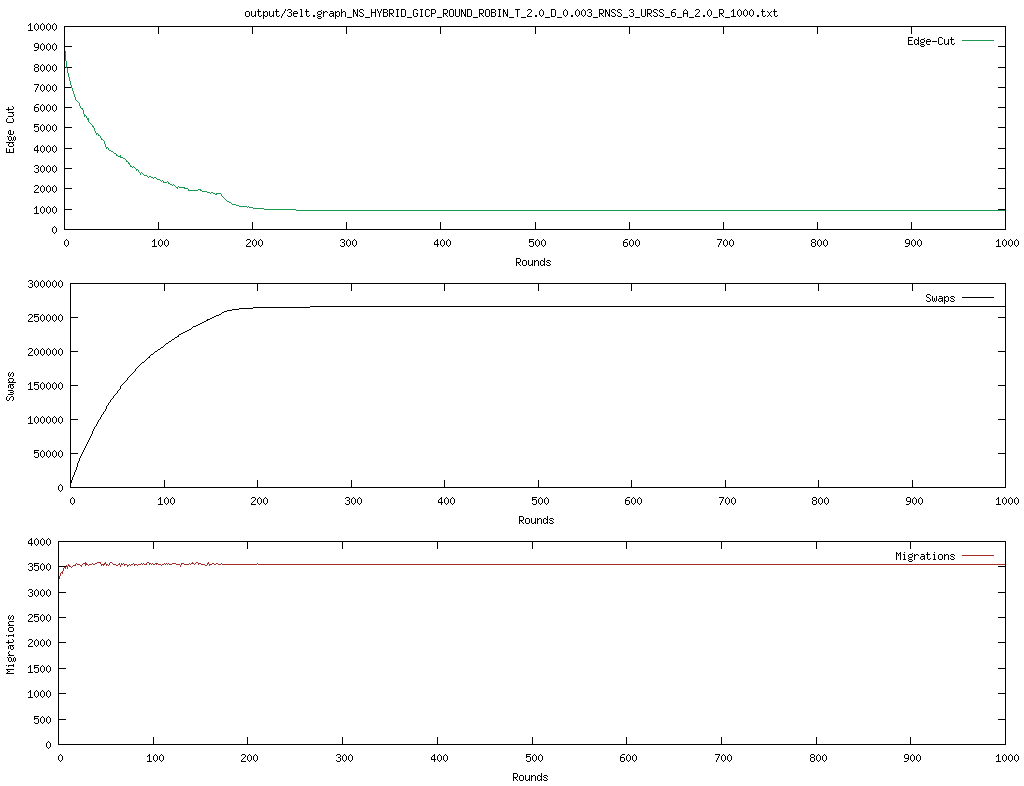 output/3elt.graph_NS_HYBRID_GICP_ROUND_ROBIN_T_2.0_D_0.003_RNSS_3_URSS_6_A_2.0_R_1000.txt
10000
9000
8000
7000
6000
5000
4000
3000
2000
1000
0
Edge Cut
Edge-Cut
0 100 200 300 400 500 600 700 800 900 1000
Rounds
300000
250000
200000
150000
100000
50000
0
Swaps
Swaps
0 100 200 300 400 500 600 700 800 900 1000
Rounds
4000
3500
3000
2500
2000
1500
1000
500
0
Migrations
Migrations
0 100 200 300 400 500 600 700 800 900 1000
Rounds